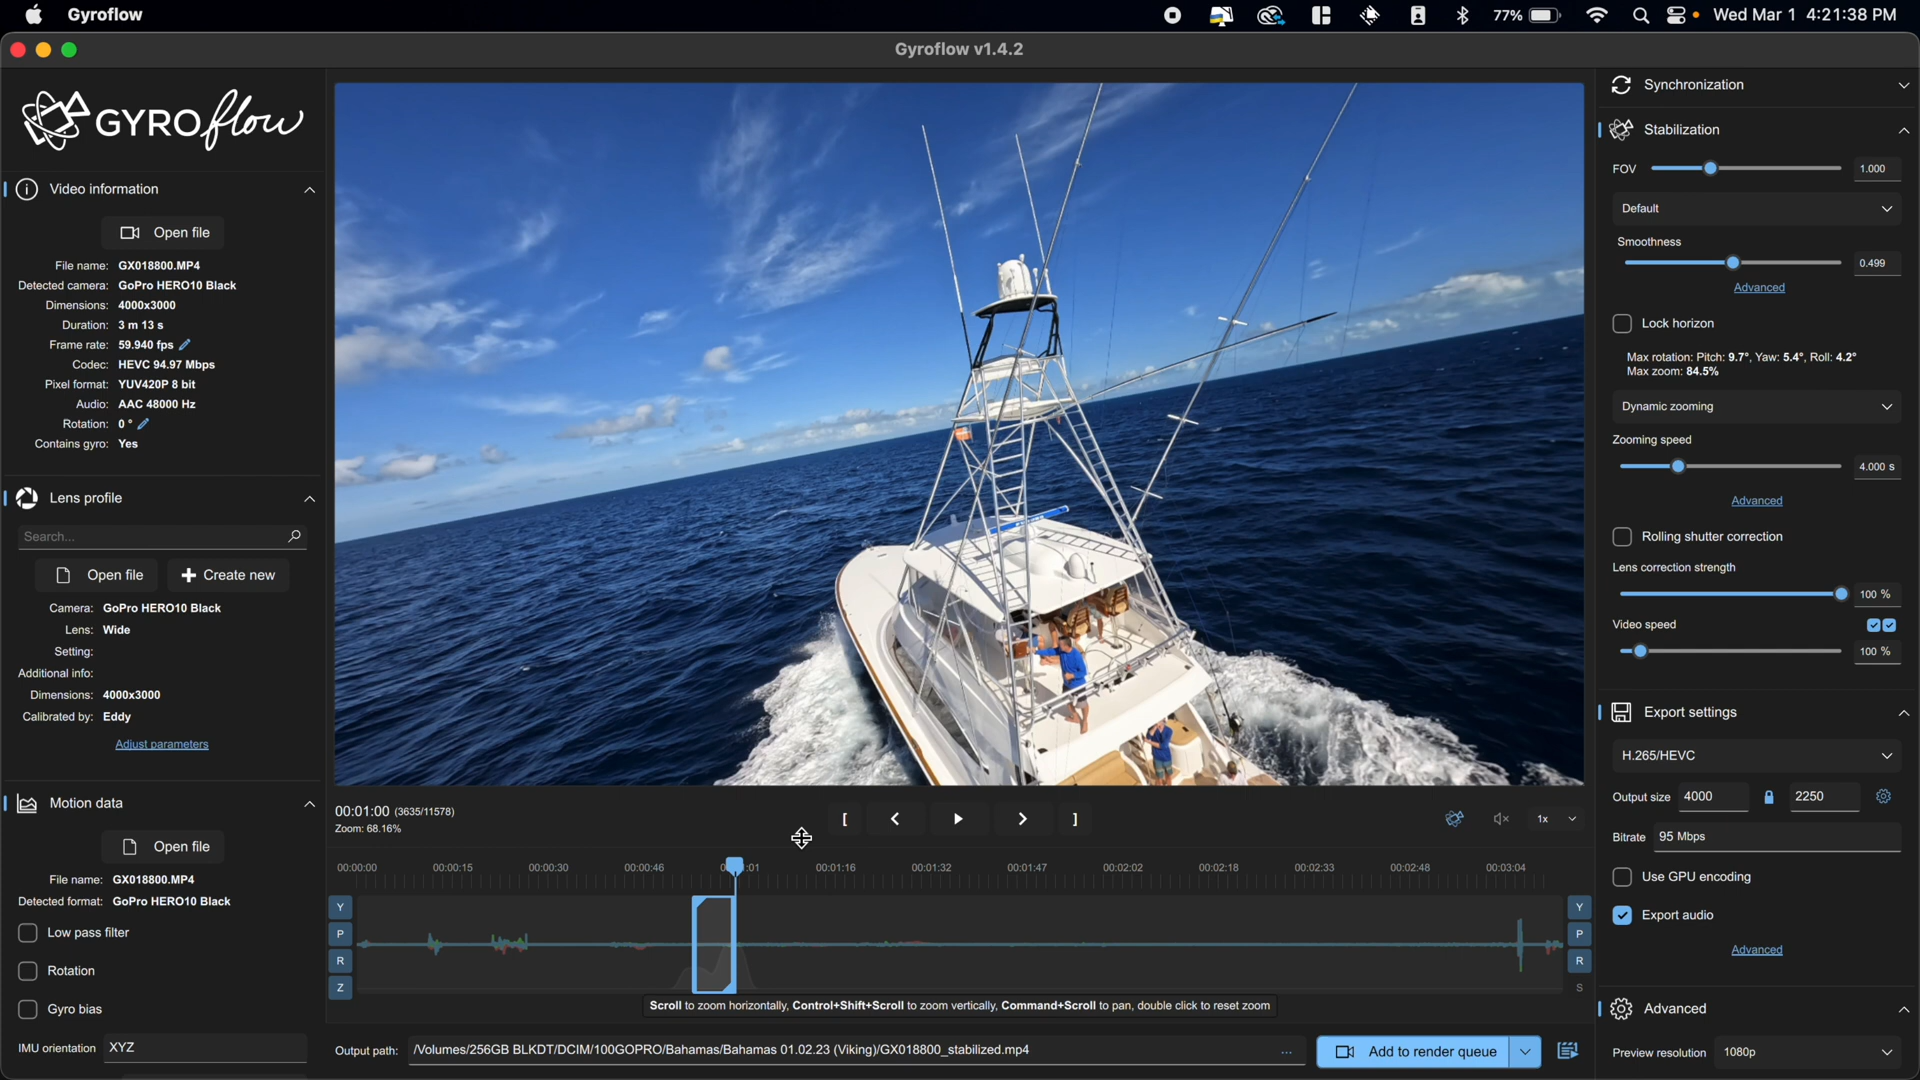 Gyroflow
77%
Wed Mar 1 4:21:38 PM
Gyroflow v1.4.2
GYROflow
Video information
Open file
File name: GX018800.MP4
Detected camera: GoPro HERO10 Black
Dimensions: 4000x3000
Duration: 3 m 13 s
Frame rate: 59.940 fps
Codec: HEVC 94.97 Mbps
Pixel format: YUV420P 8 bit
Audio: AAC 48000 Hz
Rotation: 0 °
Contains gyro: Yes
Lens profile
Search...
Open file
Create new
Camera: GoPro HERO10 Black
Lens: Wide
Setting:
Additional info:
Dimensions: 4000x3000
Calibrated by: Eddy
Adjust parameters
Motion data
Open file
File name: GX018800.MP4
Detected format: GoPro HERO10 Black
Low pass filter
Rotation
Gyro bias
IMU orientation XYZ
00:01:00 (3635/11578)
Zoom: 68.16%
[
]
1x
00:00:00 00:00:15 00:00:30 00:00:46 00:01:16 00:01:32 00:01:47 00:02:02 00:02:18 00:02:33 00:02:48 00:03:04
Y
P
R
Z
Y
P
R
S
Scroll to zoom horizontally, Control+Shift+Scroll to zoom vertically, Command+Scroll to pan, double click to reset zoom
Output path: /Volumes/256GB BLKDT/DCIM/100GOPRO/Bahamas/Bahamas 01.02.23 (Viking)/GX018800_stabilized.mp4 ...
Add to render queue
Synchronization
Stabilization
FOV 1.000
Default
Smoothness
0.499
Advanced
Lock horizon
Max rotation: Pitch: 9.7°, Yaw: 5.4°, Roll: 4.2°
Max zoom: 84.5%
Dynamic zooming
Zooming speed
4.000 s
Advanced
Rolling shutter correction
Lens correction strength
100 %
Video speed
100 %
Export settings
H.265/HEVC
Output size 4000 2250
Bitrate 95 Mbps
Use GPU encoding
Export audio
Advanced
Advanced
Preview resolution 1080p